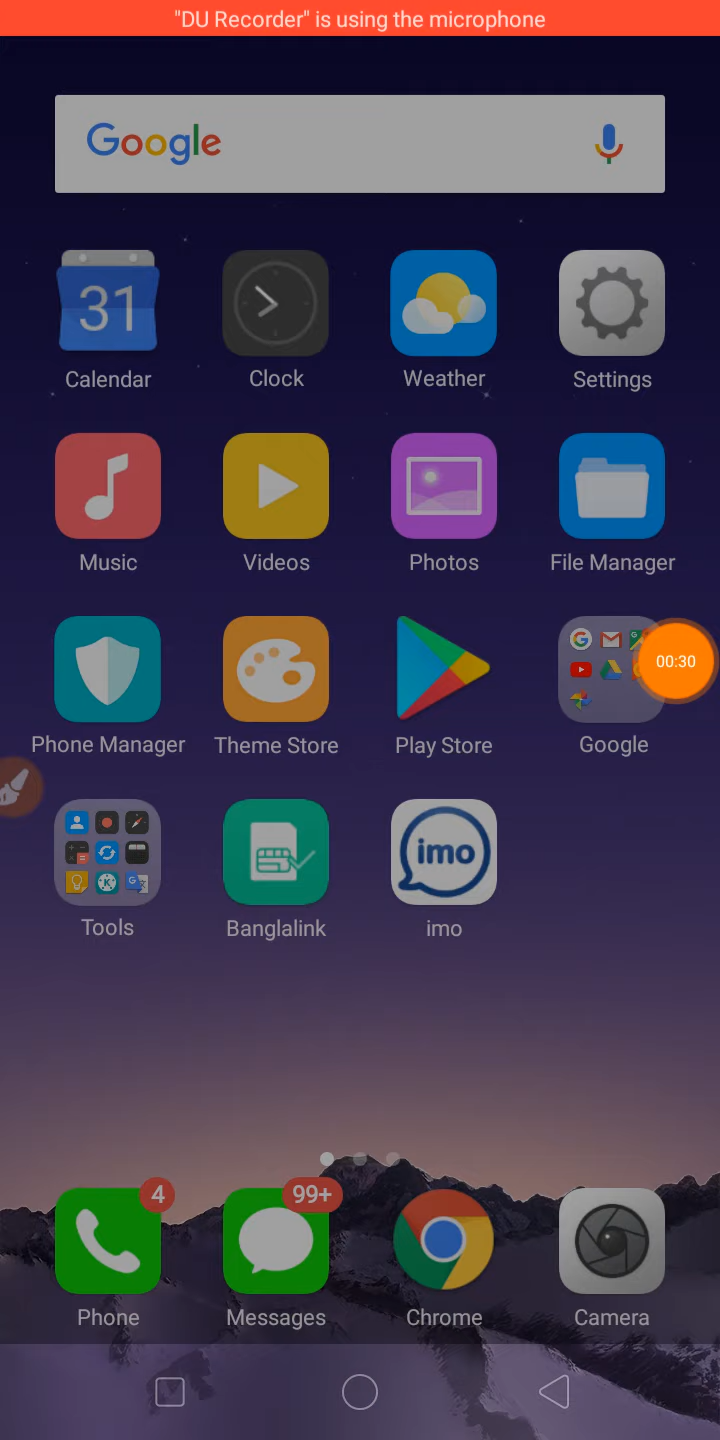 "DU Recorder" is using the microphone
Google
31
Calendar
Clock
Weather
Settings
Music
Videos
Photos
File Manager
00:30
Phone Manager
Theme Store
Play Store
Google
imo
Tools
Banglalink
imo
4
99+
Phone
Messages
Chrome
Camera